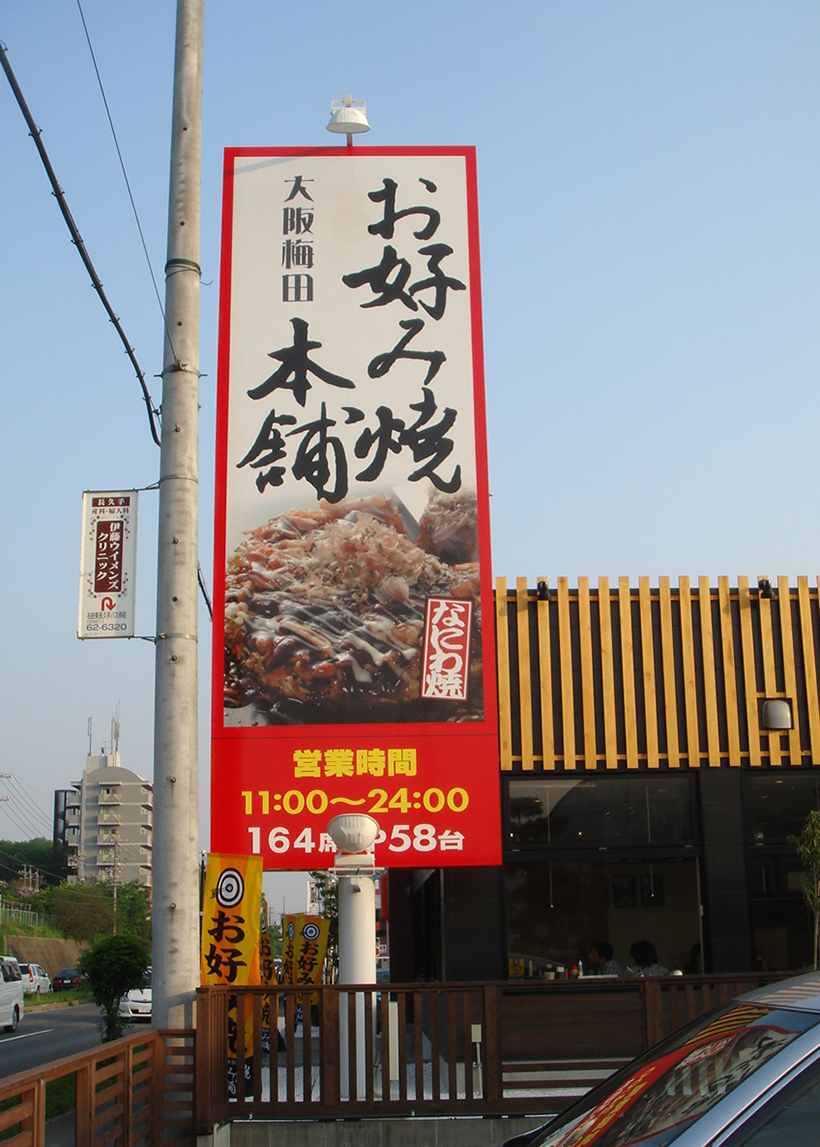 お好み焼
大阪梅田
本舗
なにわ焼
営業時間
11:00〜24:00
164席
P58台
長久手
産科・婦人科
伊藤ウイメンズ
クリニック
62-6320
お好
お好み